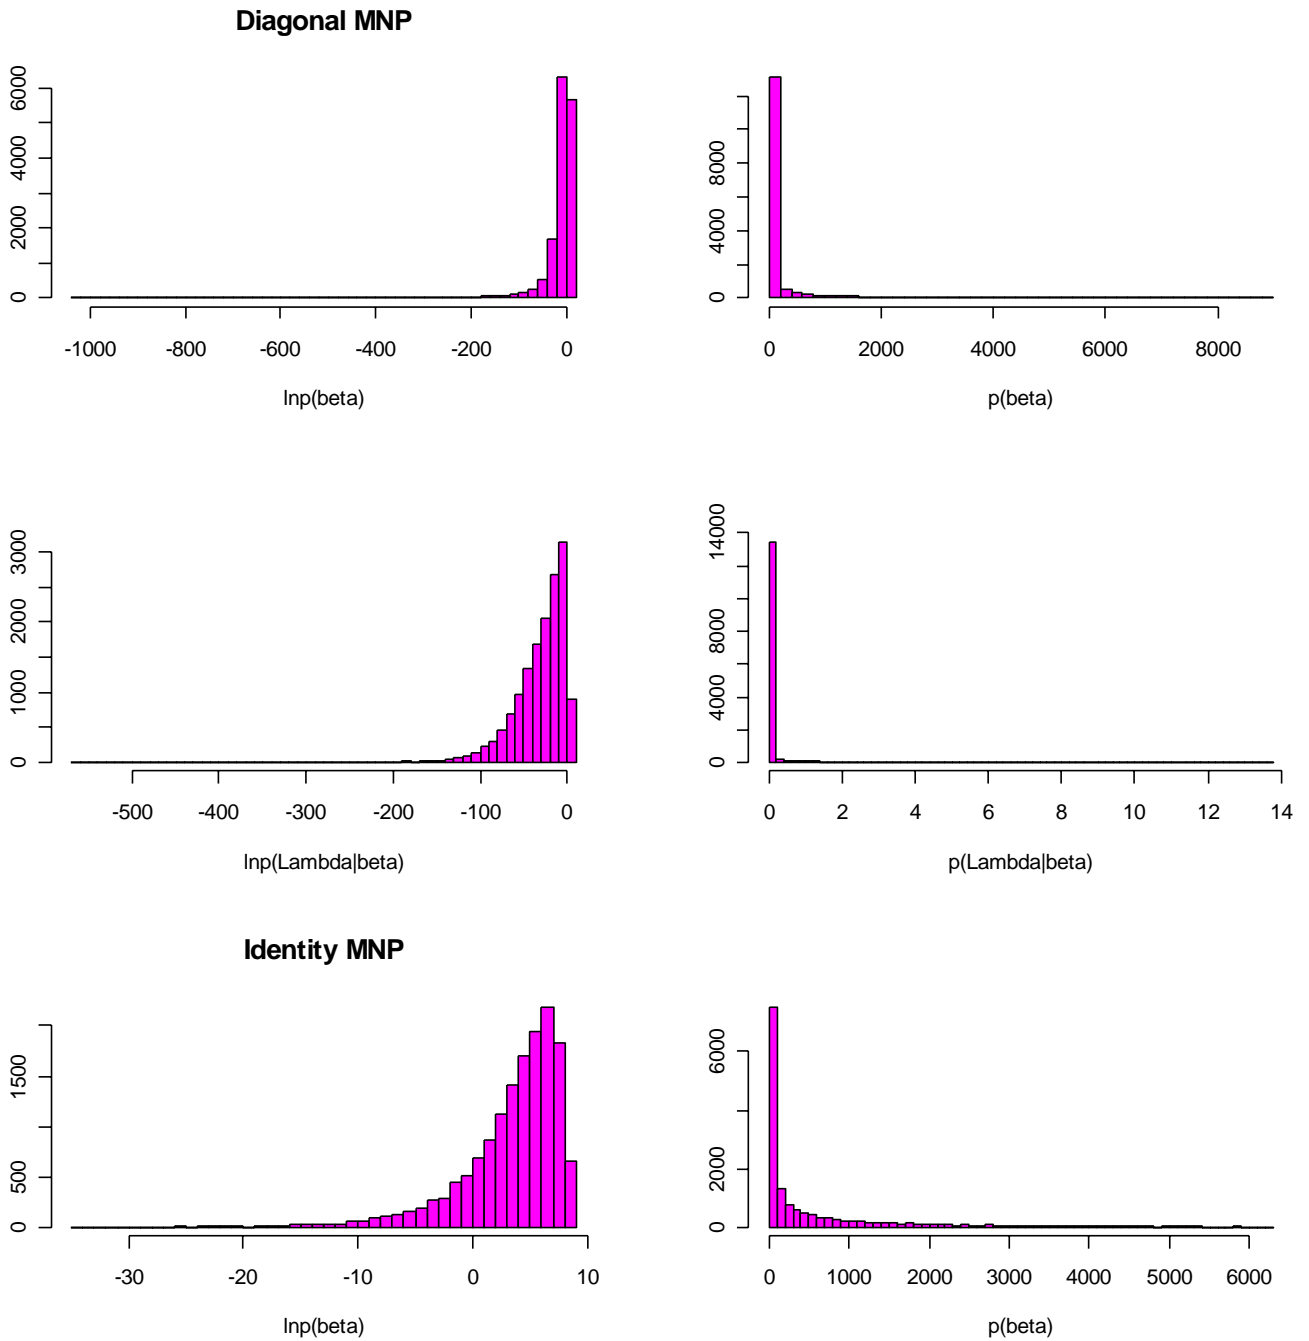 Diagonal MNP
0 2000 4000 6000
-1000 -800 -600 -400 -200 0
lnp(beta)
0 4000 8000
0 2000 4000 6000 8000
p(beta)
0 1000 2000 3000
-500 -400 -300 -200 -100 0
lnp(Lambda|beta)
0 4000 8000 14000
0 2 4 6 8 10 12 14
p(Lambda|beta)
Identity MNP
0 500 1500
-30 -20 -10 0 10
lnp(beta)
0 2000 6000
0 1000 2000 3000 4000 5000 6000
p(beta)